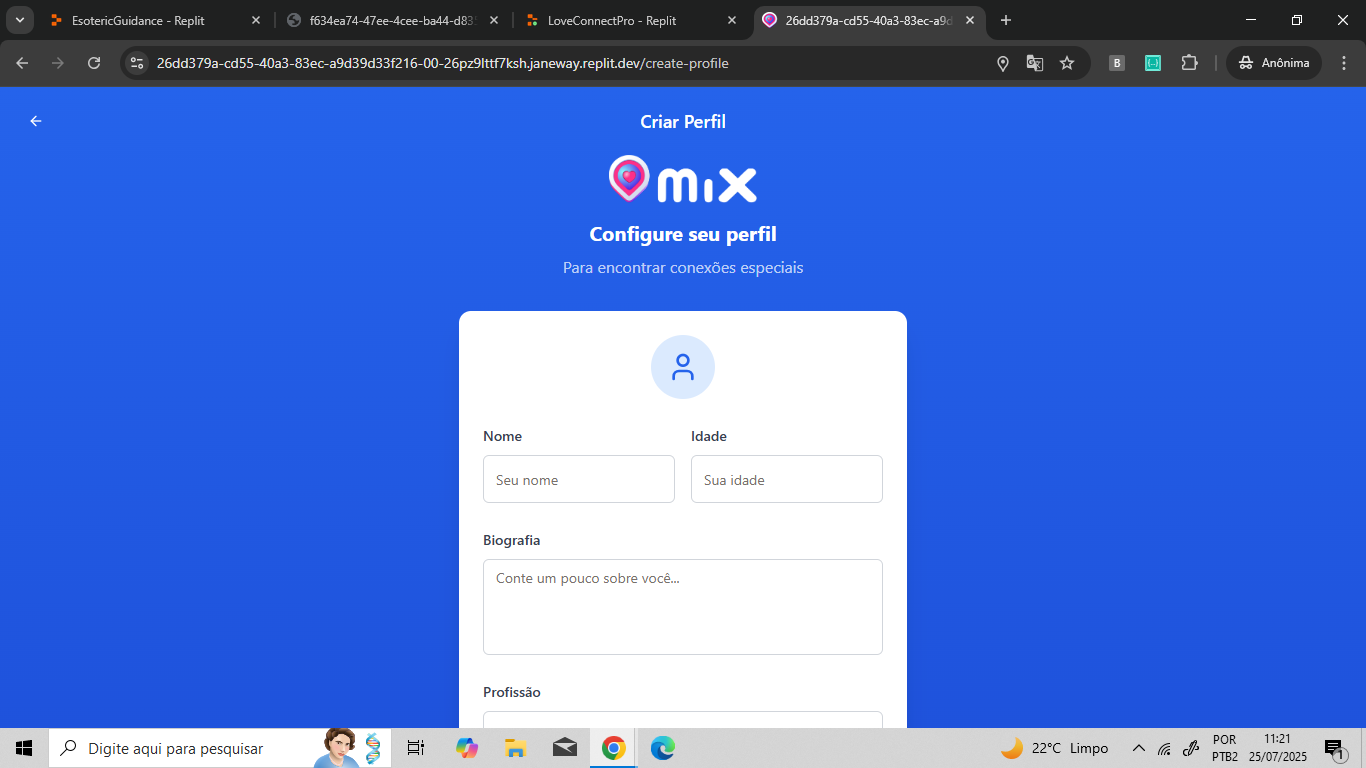 EsotericGuidance - Replit
f634ea74-47ee-4cee-ba44-d835
LoveConnectPro - Replit
26dd379a-cd55-40a3-83ec-a9d
26dd379a-cd55-40a3-83ec-a9d39d33f216-00-26pz9lttf7ksh.janeway.replit.dev/create-profile
B
Anônima
Criar Perfil
mix
Configure seu perfil
Para encontrar conexões especiais
Nome
Idade
Seu nome
Sua idade
Biografia
Conte um pouco sobre você...
Profissão
Digite aqui para pesquisar
22°C Limpo
POR
PTB2
11:21
25/07/2025
1